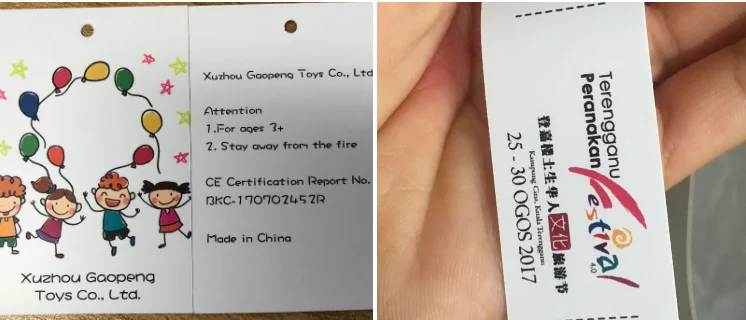 Xuzhou Gaopeng
Toys Co., Ltd.
Xuzhou Gaopeng Toys Co., Ltd
Attention
1.For ages 3+
2. Stay away from the fire
CE Certification Report No.
BKC-170702452R
Made in China
Terengganu
Peranakan
Festival
4.0
登嘉楼土生华人文化旅游节
Kampung Cina, Kuala Terengganu
25 - 30 OGOS 2017